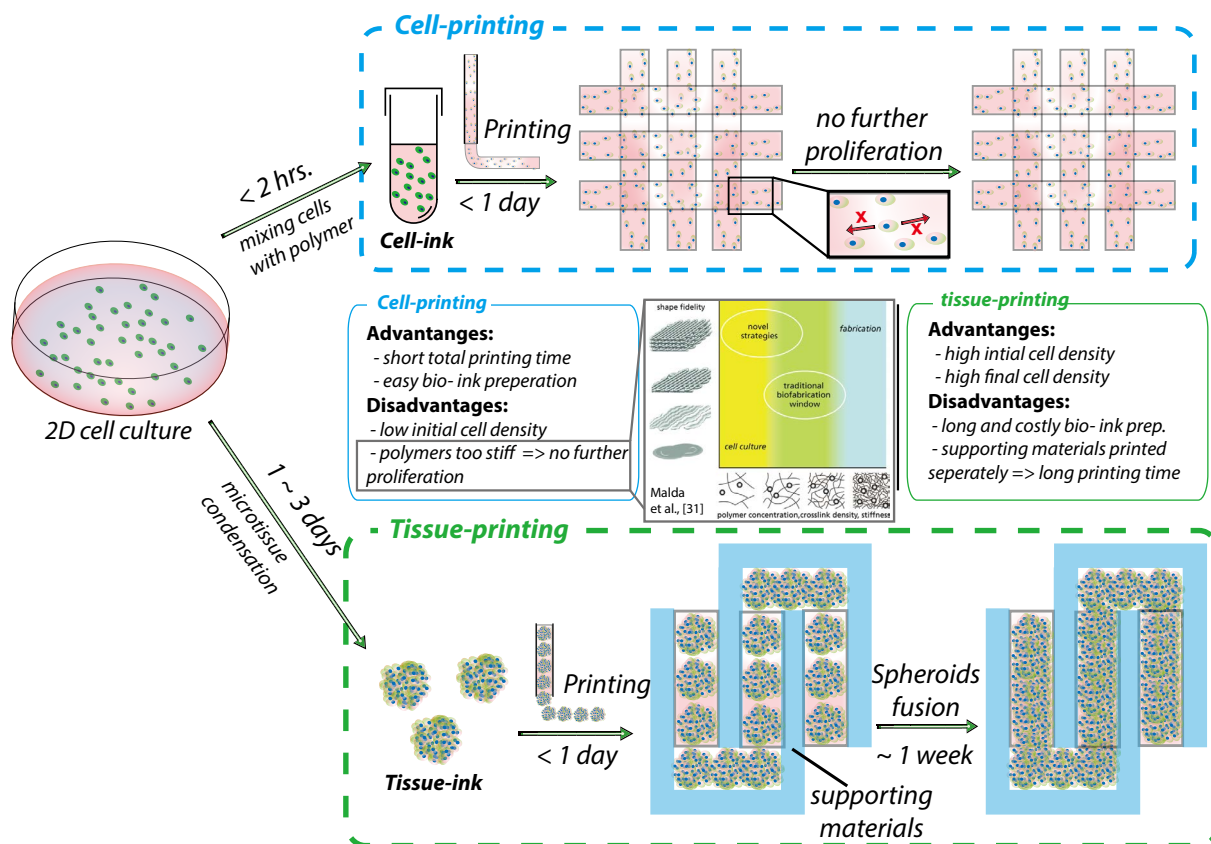 Cell-printing
Printing
< 1 day
no further
proliferation
x
x
< 2 hrs.
mixing cells
with polymer
Cell-ink
2D cell culture
Cell-printing
Advantanges:
- short total printing time
- easy bio- ink preperation
Disadvantages:
- low initial cell density
- polymers too stiff => no further
proliferation
shape fidelity
novel
strategies
fabrication
traditional
biofabrication
window
cell culture
Malda
et al., [31]
polymer concentration,crosslink density, stiffness
tissue-printing
Advantanges:
- high intial cell density
- high final cell density
Disadvantages:
- long and costly bio- ink prep.
- supporting materials printed
seperately => long printing time
1 ~ 3 days
microtissue
condensation
Tissue-printing
Tissue-ink
Printing
< 1 day
Spheroids
fusion
~ 1 week
supporting
materials